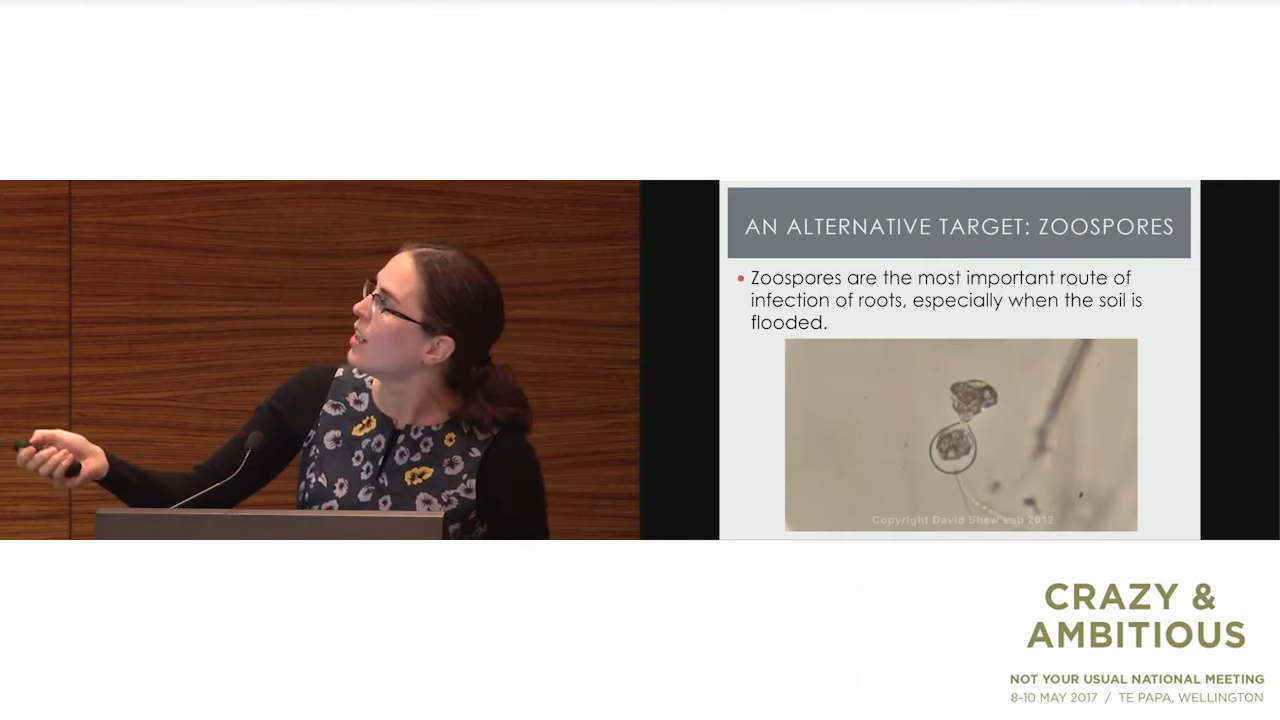 AN ALTERNATIVE TARGET: ZOOSPORES
• Zoospores are the most important route of
infection of roots, especially when the soil is
flooded.
Copyright David Shew 2012
CRAZY &
AMBITIOUS
NOT YOUR USUAL NATIONAL MEETING
8-10 MAY 2017 / TE PAPA, WELLINGTON